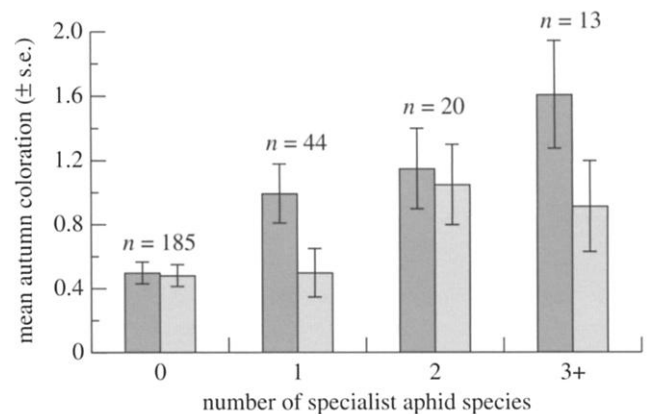 2.0
1.6
1.2
0.8
0.4
0
mean autumn coloration (± s.e.)
n = 185
n = 44
n = 20
n = 13
0
1
2
3+
number of specialist aphid species